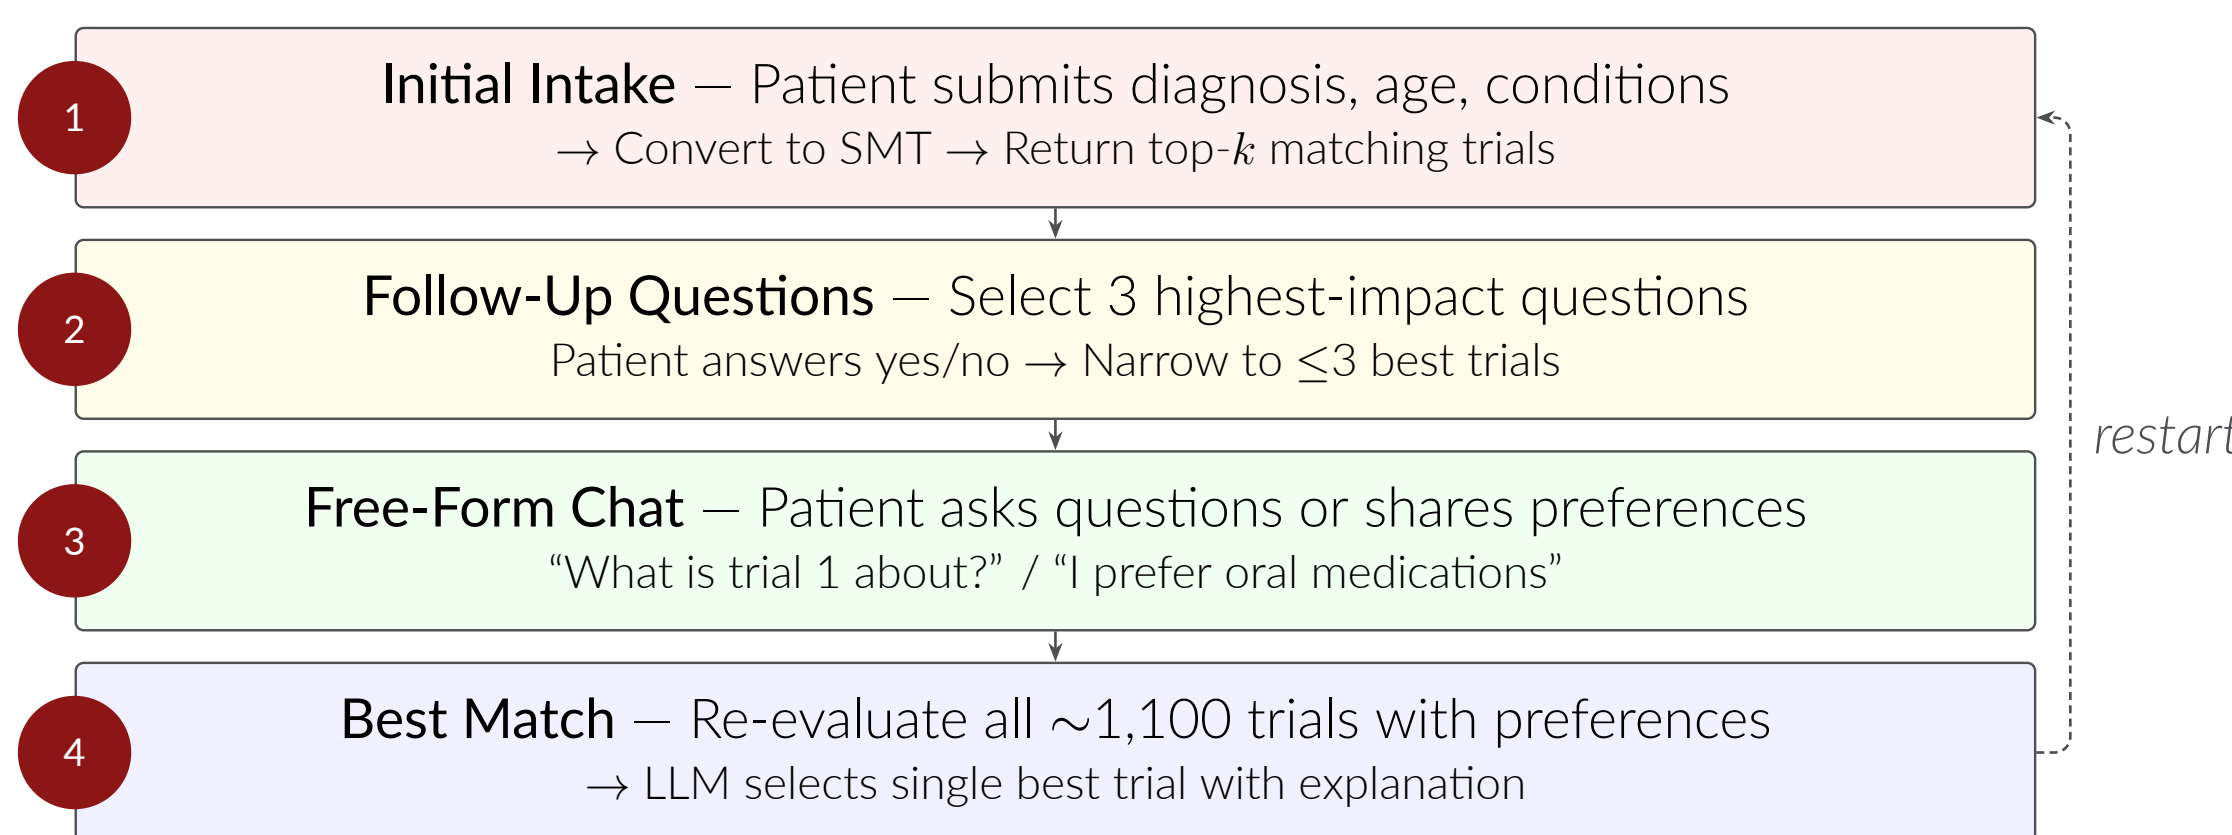 1
Initial Intake — Patient submits diagnosis, age, conditions
→ Convert to SMT → Return top-k matching trials
2
Follow-Up Questions — Select 3 highest-impact questions
Patient answers yes/no → Narrow to ≤3 best trials
restart
3
Free-Form Chat — Patient asks questions or shares preferences
“What is trial 1 about?” / “I prefer oral medications”
4
Best Match — Re-evaluate all ~1,100 trials with preferences
→ LLM selects single best trial with explanation